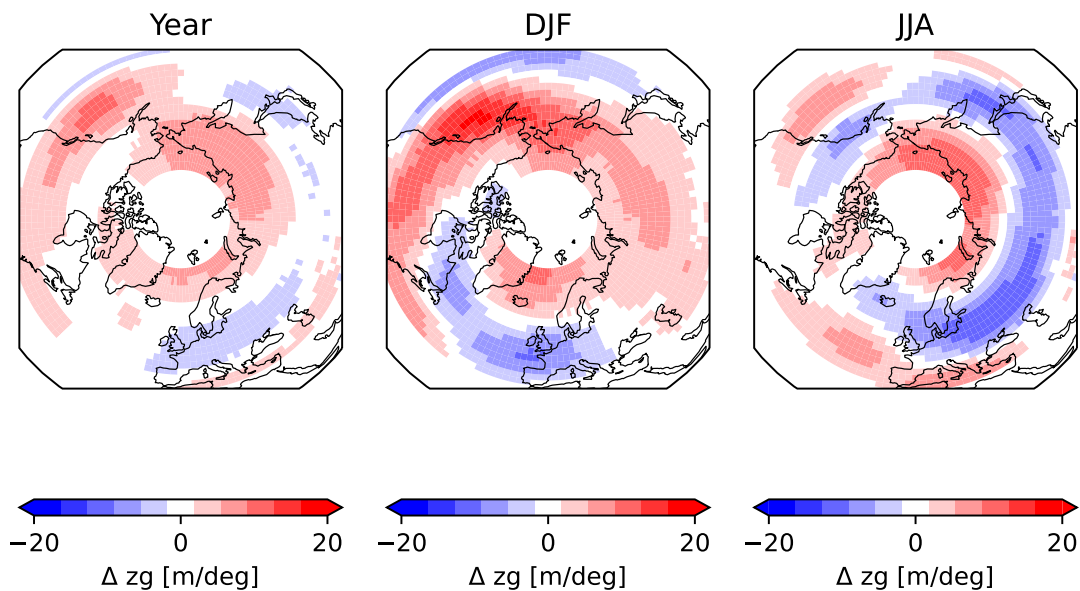 Year DJF JJA
−20 0 20 −20 0 20 −20 0 20
Δ zg [m/deg] Δ zg [m/deg] Δ zg [m/deg]